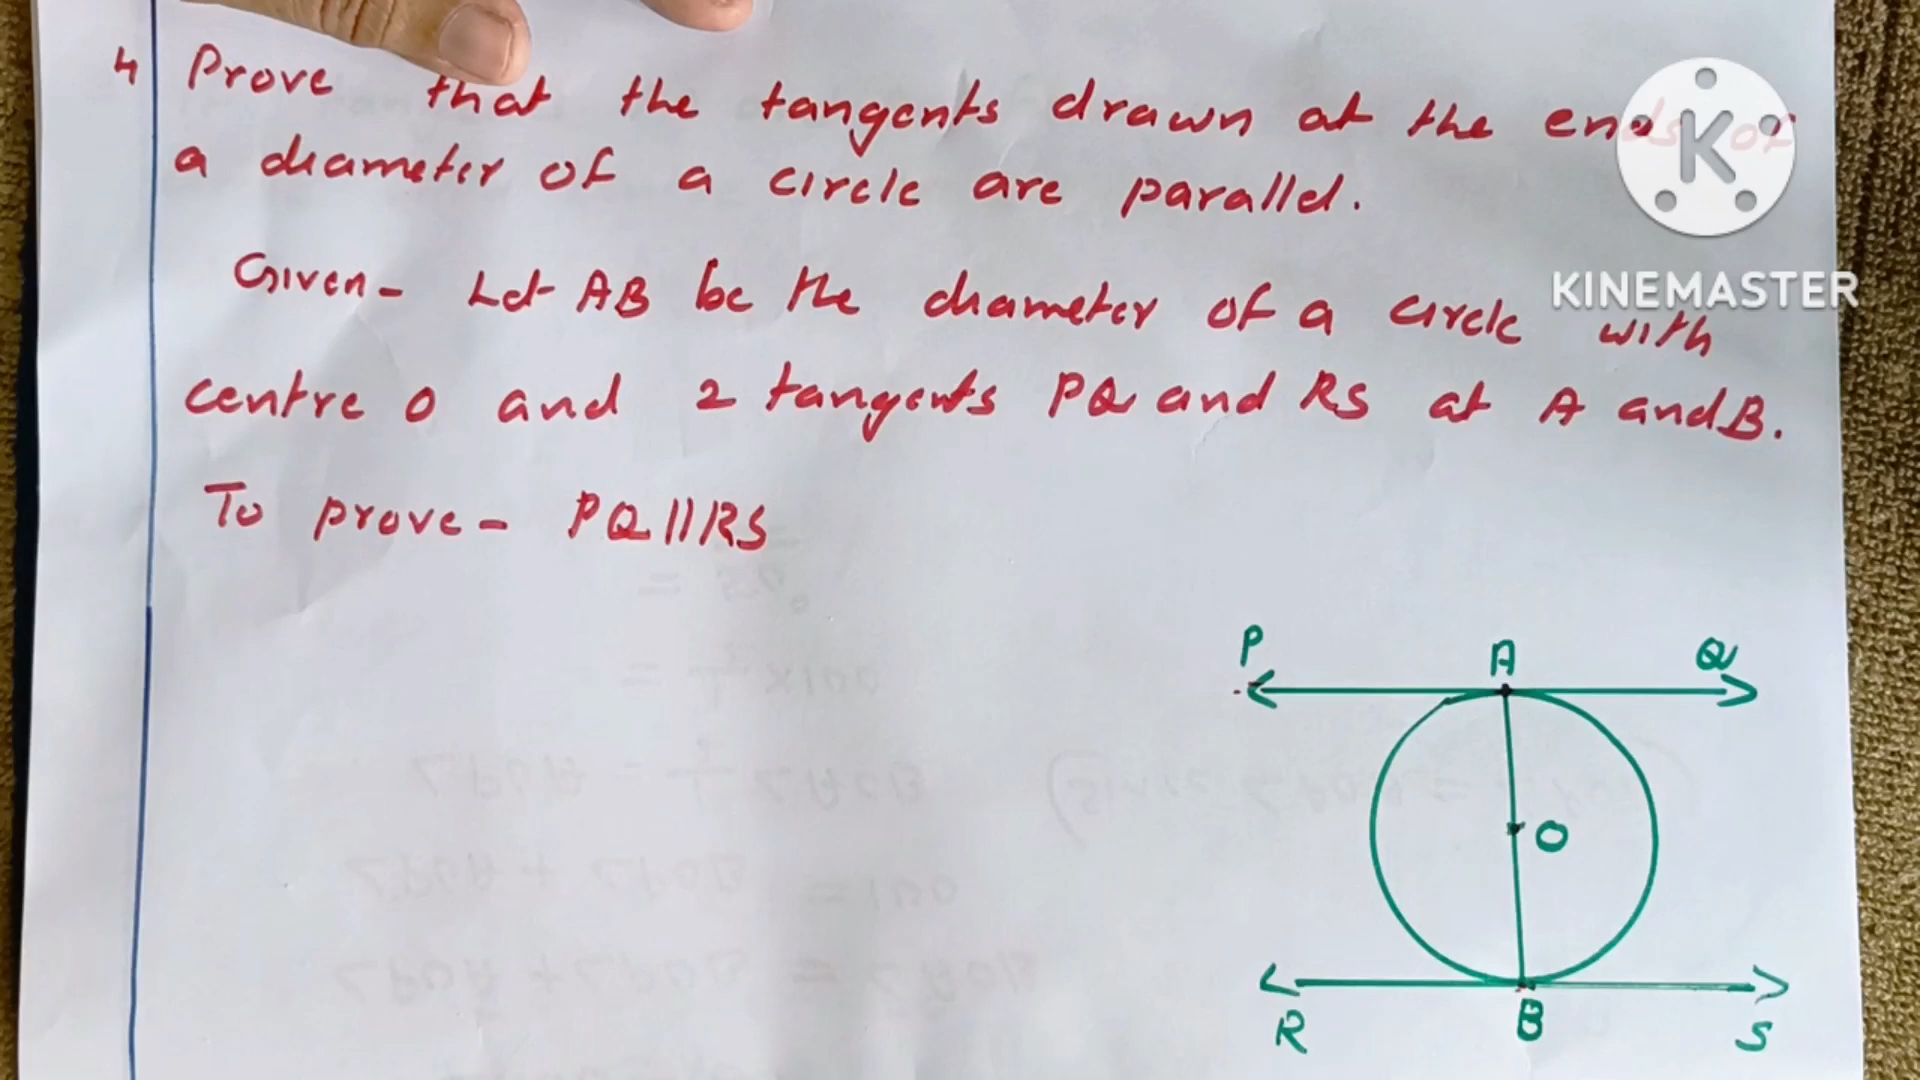 4 Prove that the tangents drawn at the ends of
a diameter of a circle are parallel.
Given- Let AB be the diameter of a circle with
centre O and 2 tangents PQ and RS at A and B.
To prove- PQ || RS
K
KINEMASTER
P A Q
O
R B S